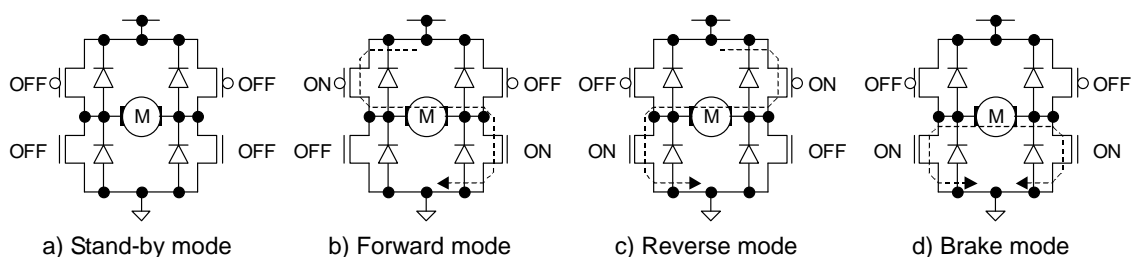 OFF OFF ON OFF OFF ON OFF OFF
M M M M
OFF OFF OFF ON ON OFF ON ON
a) Stand-by mode b) Forward mode c) Reverse mode d) Brake mode